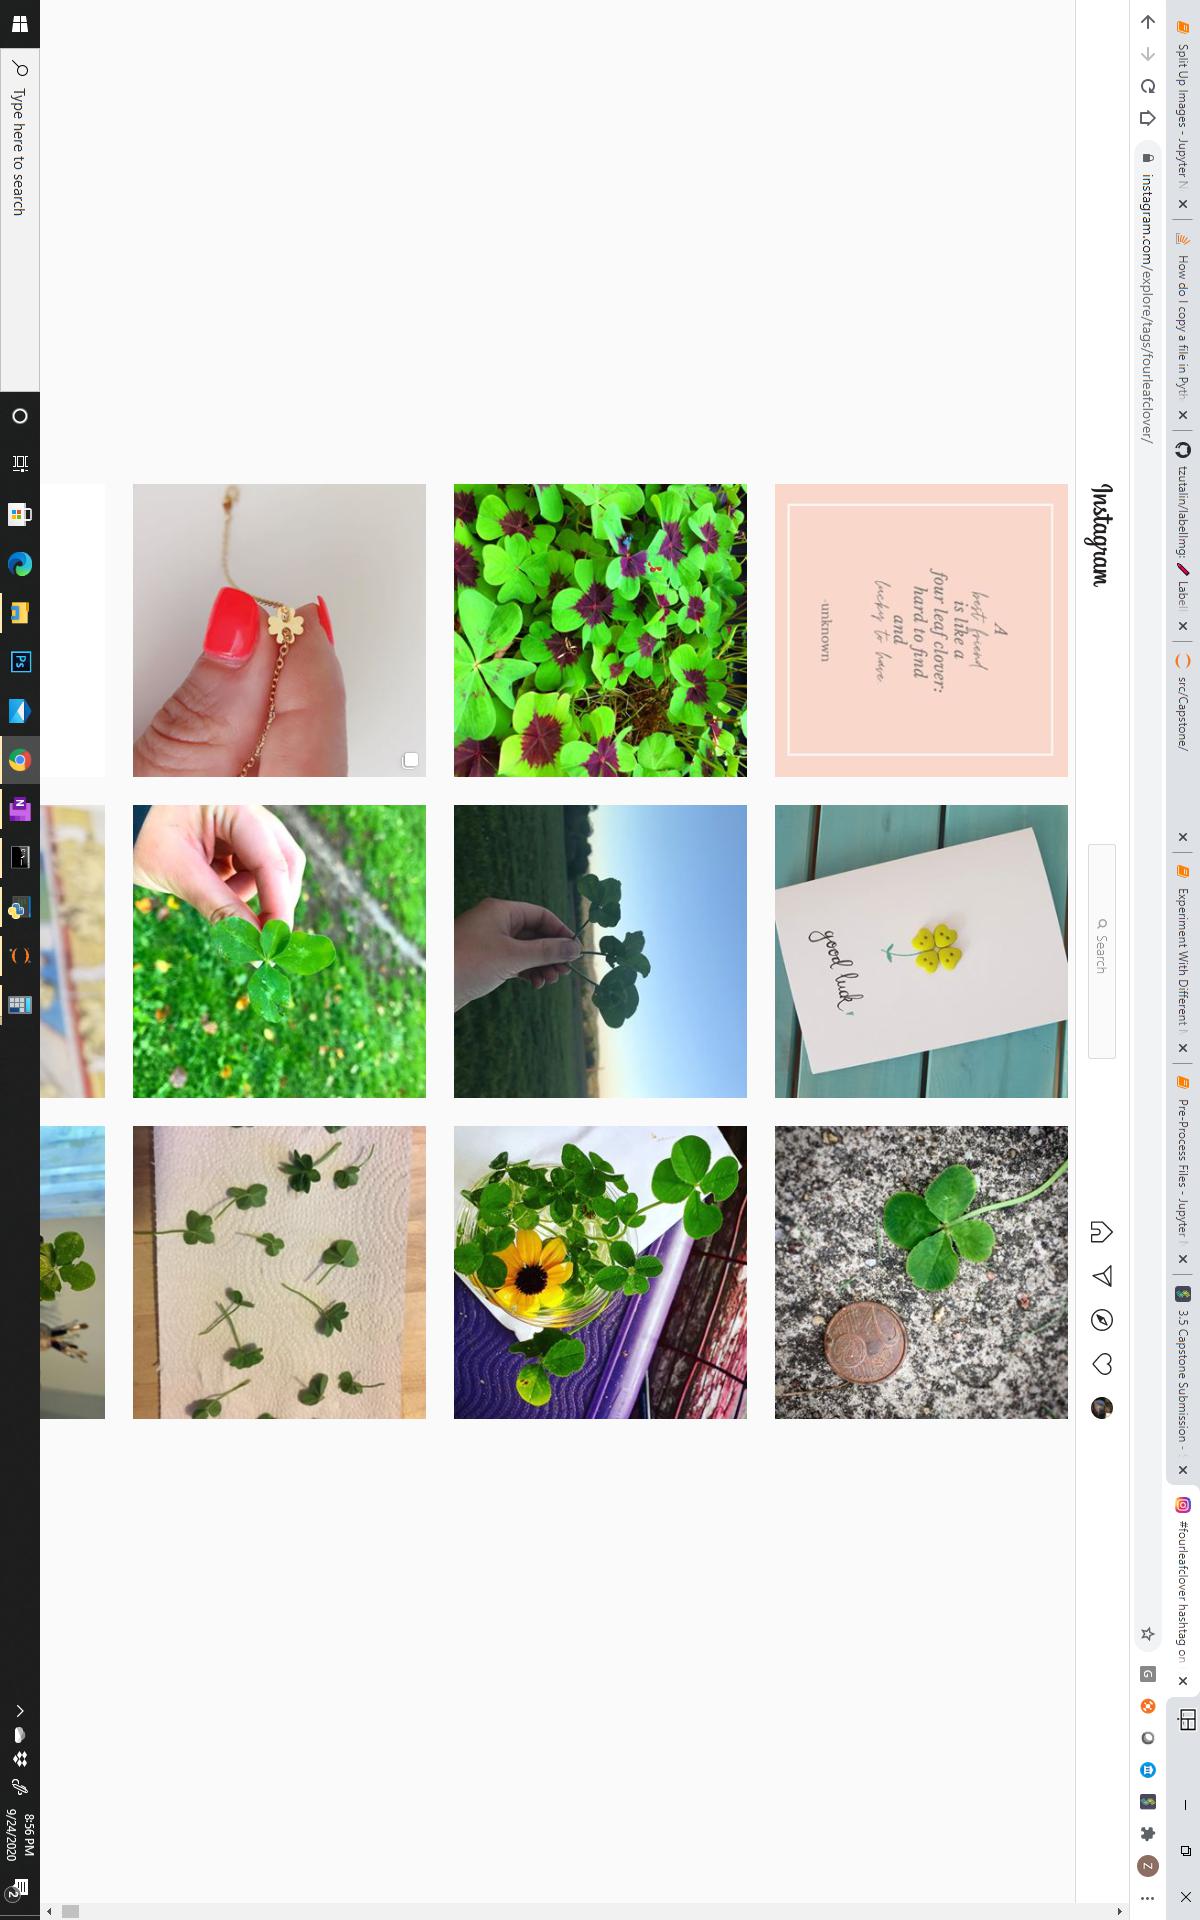 Split Up Images - Jupyter N
How do I copy a file in Pyth
tzutalin/labelImg: 🖍 Label
src/Capstone/
Experiment With Different
Pre-Process Files - Jupyter
3.5 Capstone Submission -
#fourleafclover hashtag on
instagram.com/explore/tags/fourleafclover/
G
Z
Instagram
Search
A
best friend
is like a
four leaf clover:
hard to find
and
lucky to have.
-unknown
good luck
Type here to search
Ps
N
8:56 PM
9/24/2020
2